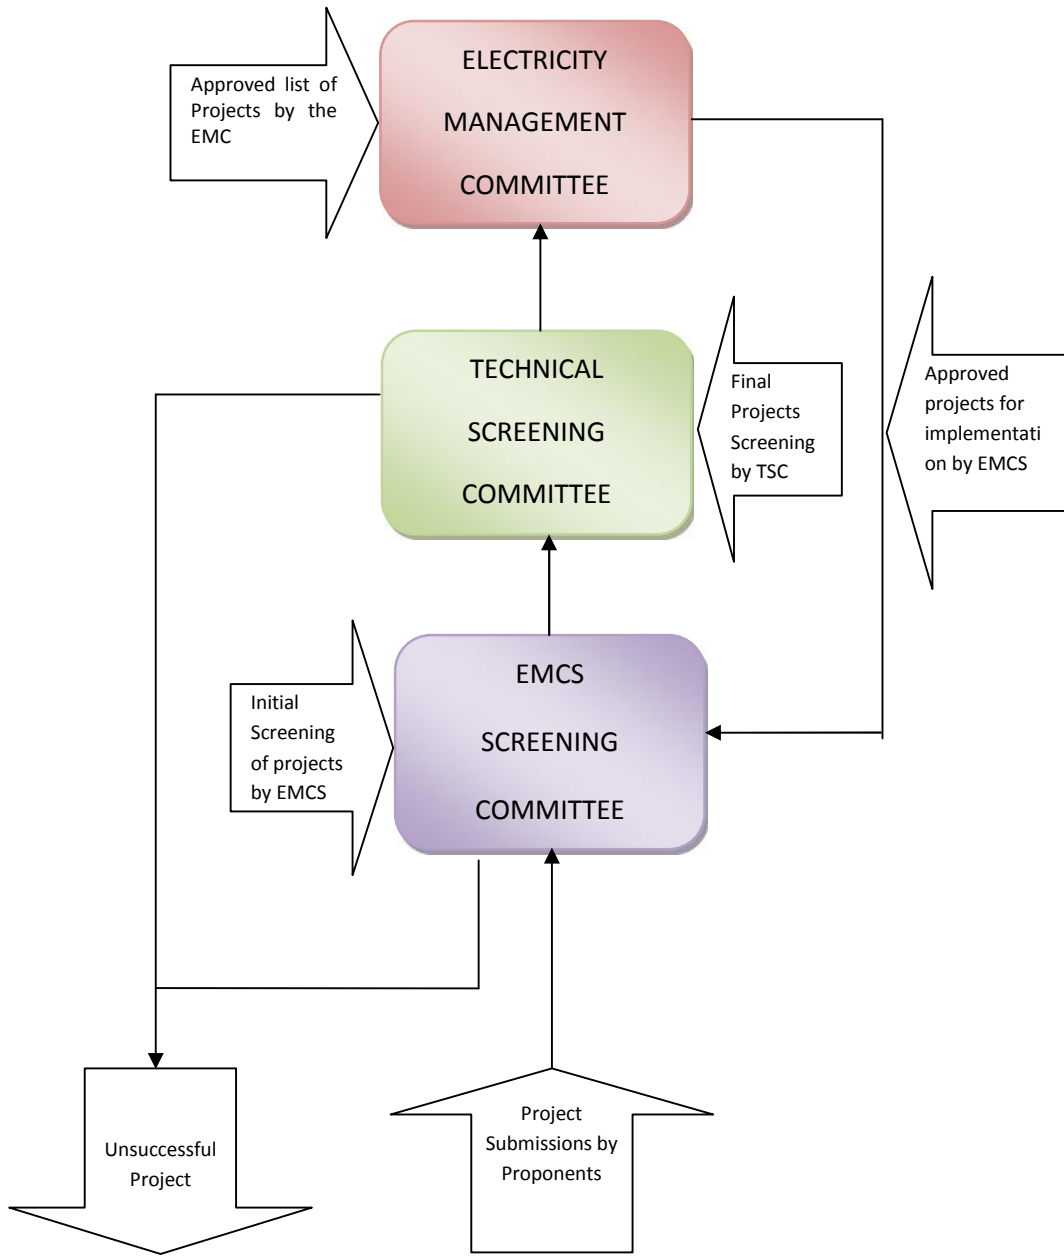 ELECTRICITY
MANAGEMENT
COMMITTEE
Approved list of
Projects by the
EMC
TECHNICAL
SCREENING
COMMITTEE
Final
Projects
Screening
by TSC
Approved
projects for
implementati
on by EMCS
EMCS
SCREENING
COMMITTEE
Initial
Screening
of projects
by EMCS
Unsuccessful
Project
Project
Submissions by
Proponents